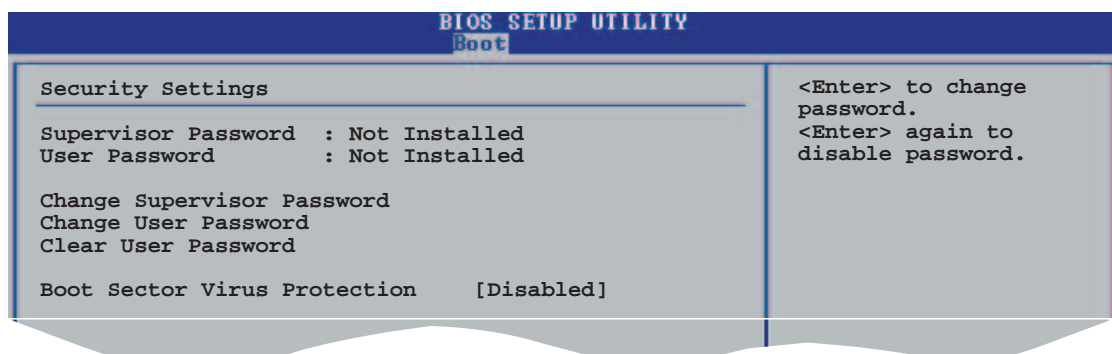 BIOS SETUP UTILITY
Boot
Security Settings
Supervisor Password : Not Installed
User Password : Not Installed
Change Supervisor Password
Change User Password
Clear User Password
Boot Sector Virus Protection [Disabled]
<Enter> to change
password.
<Enter> again to
disable password.